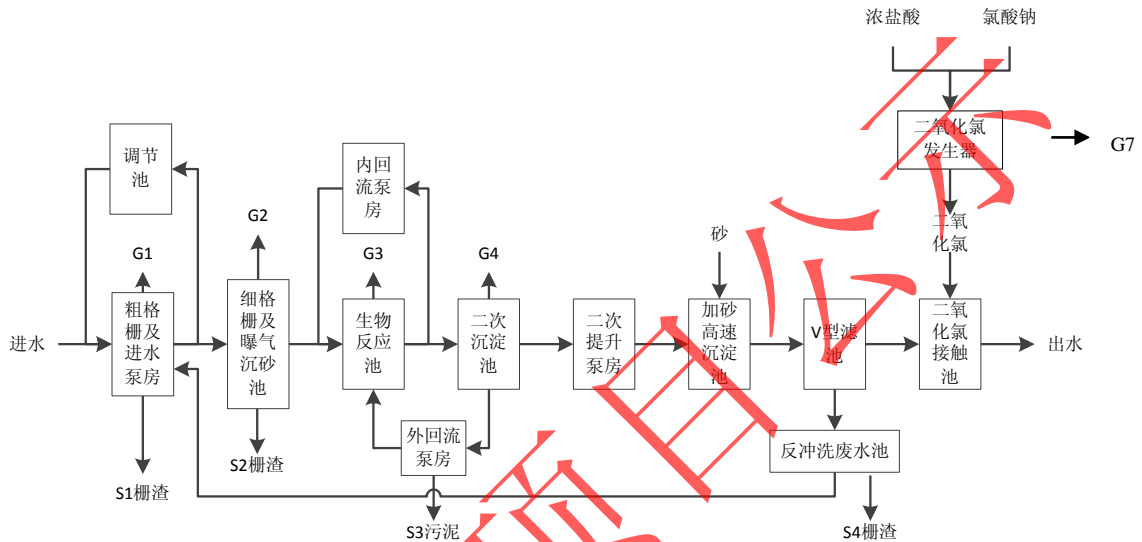 浓盐酸
氯酸钠
二氧化氯
发生器
G7
调节
池
内回
流泵
房
G2
二氧
化氯
G1
G3
G4
砂
进水
粗格
栅及
进水
泵房
细格
栅及
曝气
沉砂
池
生物
反应
池
二次
沉淀
池
二次
提升
泵房
加砂
高速
沉淀
池
V型滤
池
二氧
化氯
接触
池
出水
外回流
泵房
反冲洗废水池
S1栅渣
S2栅渣
S3污泥
S4栅渣